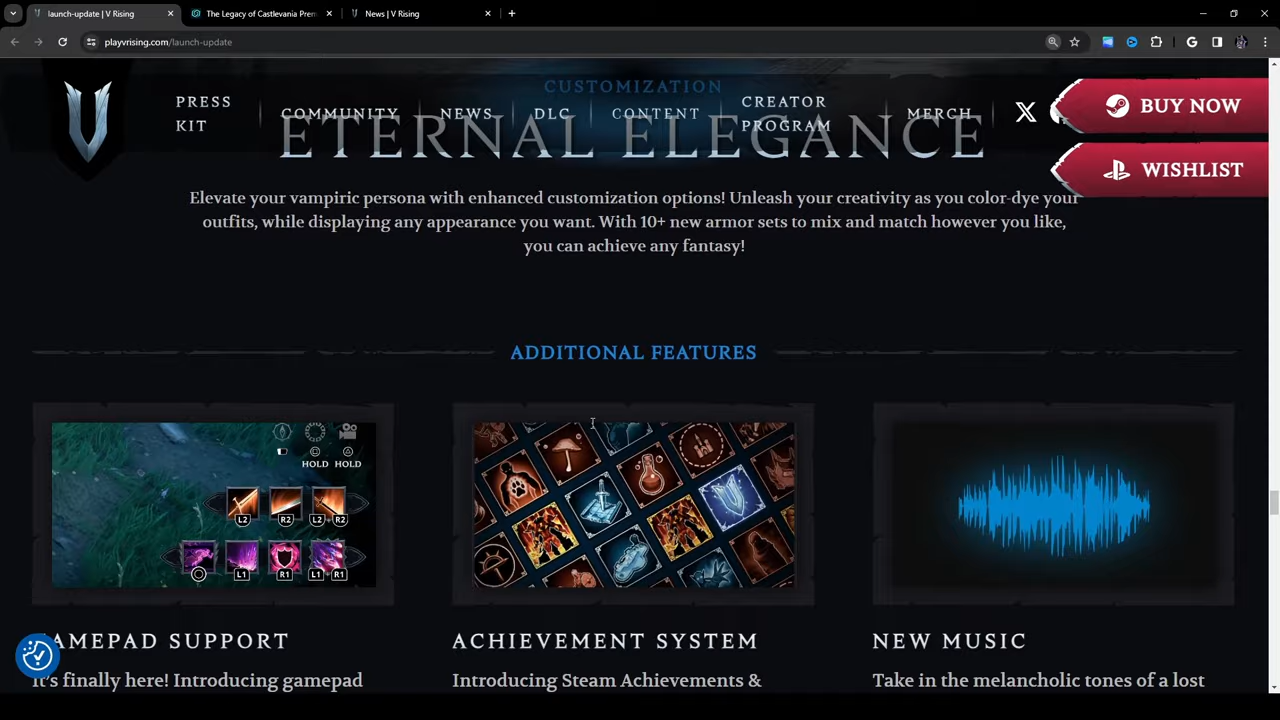 launch-update | V Rising
The Legacy of Castlevania Prem
News | V Rising
playvrising.com/launch-update
PRESS KIT
COMMUNITY
NEWS
DLC
CONTENT
CREATOR PROGRAM
MERCH
BUY NOW
WISHLIST
CUSTOMIZATION
ETERNAL ELEGANCE
Elevate your vampiric persona with enhanced customization options! Unleash your creativity as you color-dye your
outfits, while displaying any appearance you want. With 10+ new armor sets to mix and match however you like,
you can achieve any fantasy!
ADDITIONAL FEATURES
HOLD HOLD
L2 R2 L2 + R2
L1 R1 L1 + R1
GAMEPAD SUPPORT
It's finally here! Introducing gamepad
ACHIEVEMENT SYSTEM
Introducing Steam Achievements &
NEW MUSIC
Take in the melancholic tones of a lost